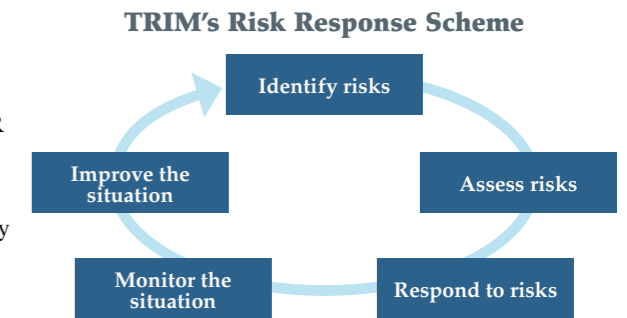 TRIM’s Risk Response Scheme
Identify risks
Assess risks
Respond to risks
Monitor the
situation
Improve the
situation
R
y